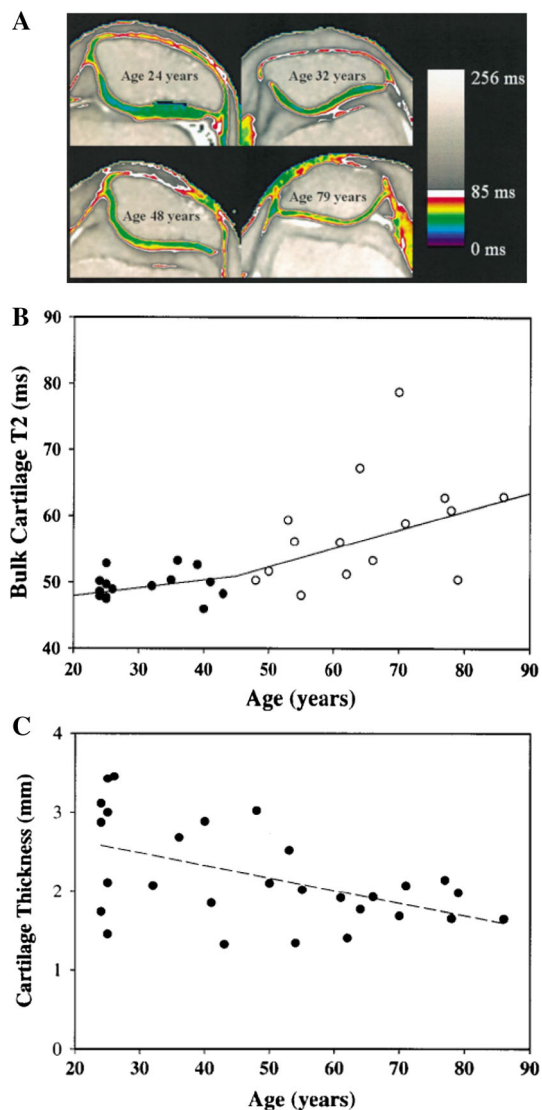 A
Age 24 years
Age 32 years
256 ms
Age 48 years
Age 79 years
85 ms
0 ms
B
90
80
70
60
50
40
Bulk Cartilage T2 (ms)
20 30 40 50 60 70 80 90
Age (years)
C
4
3
2
1
0
Cartilage Thickness (mm)
20 30 40 50 60 70 80 90
Age (years)